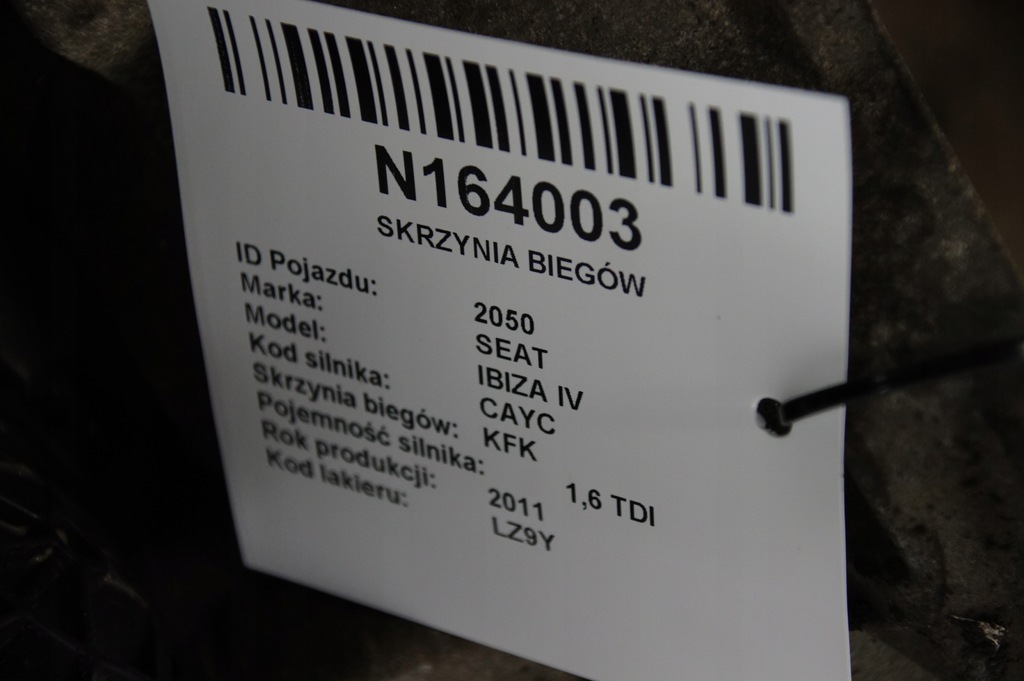 N164003
SKRZYNIA BIEGÓW
ID Pojazdu: 2050
Marka: SEAT
Model: IBIZA IV
Kod silnika: CAYC
Skrzynia biegów: KFK
Pojemność silnika: 1,6 TDI
Rok produkcji: 2011
Kod lakieru: LZ9Y